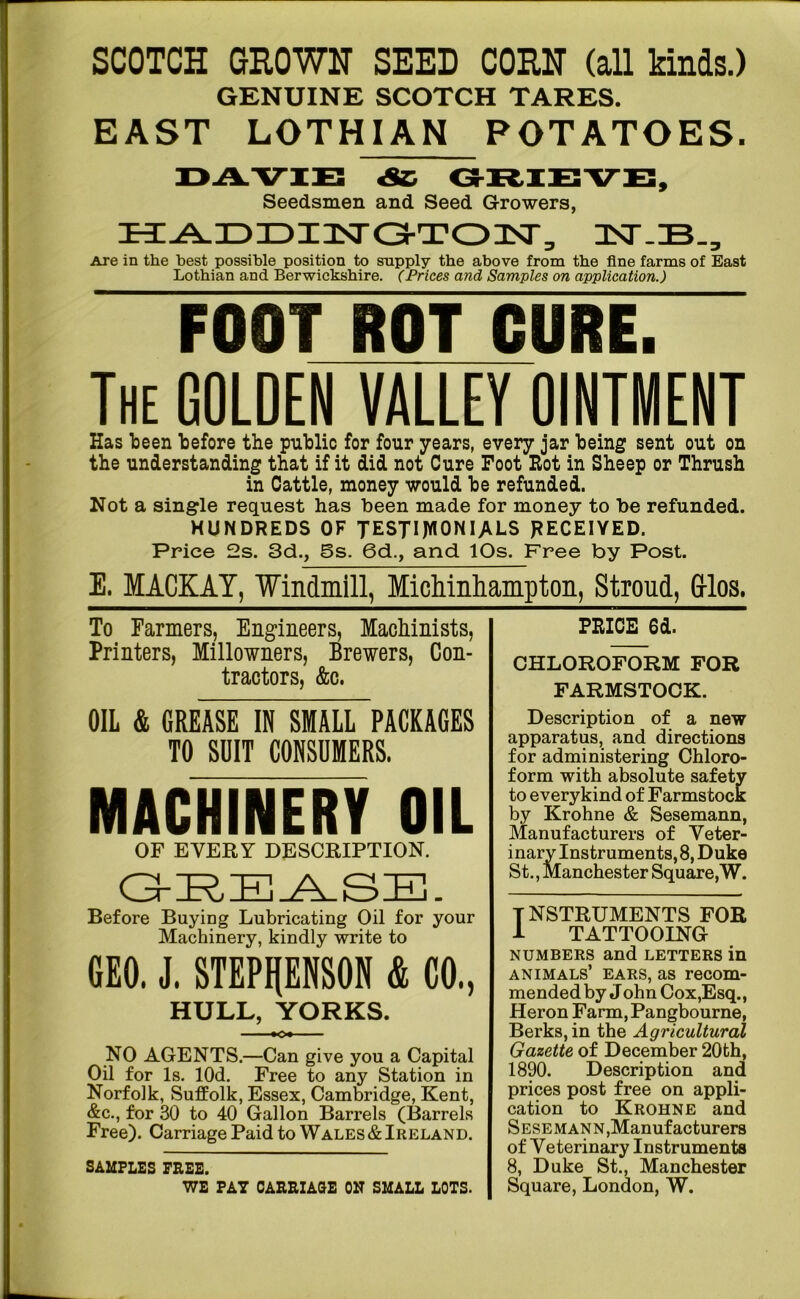 SCOTCH GROWN SEED CORN (all kinds.)
GENUINE SCOTCH TARES.
EAST LOTHIAN POTATOES.
DAVIE & GRIEVE,
Seedsmen and Seed Growers,
HADDINGTON, N.B.,
Are in the best possible position to supply the above from the fine farms of East
Lothian and Berwickshire. (Prices and Samples on application.)
FOOT ROT CURE.
THE GOLDEN VALLEY OINTMENT
Has been before the public for four years, every jar being sent out on
the understanding that if it did not Cure Foot Rot in Sheep or Thrush
in Cattle, money would be refunded.
Not a single request has been made for money to be refunded.
HUNDREDS OF TESTIMONIALS RECEIVED.
Price 2s. 3d., 5s. 6d., and 10s. Free by Post.
E. MACKAY, Windmill, Michinhampton, Stroud, Glos.
To Farmers, Engineers, Machinists,
Printers, Millowners, Brewers, Con-
tractors, &c.
OIL & GREASE IN SMALL PACKAGES
TO SUIT CONSUMERS.
MACHINERY OIL
OF EVERY DESCRIPTION.
GREASE.
Before Buying Lubricating Oil for your
Machinery, kindly write to
GEO. J. STEPHENSON & CO.,
HULL, YORKS.
NO AGENTS.—Can give you a Capital
Oil for 1s. 10d. Free to any Station in
Norfolk, Suffolk, Essex, Cambridge, Kent,
&c., for 30 to 40 Gallon Barrels (Barrels
Free). Carriage Paid to WALES & IRELAND.
SAMPLES FREE.
WE PAY CARRIAGE ON SMALL LOTS.
PRICE 6d.
CHLOROFORM FOR
FARMSTOCK.
Description of a new
apparatus, and directions
for administering Chloro-
form with absolute safety
to everykind of Farmstock
by Krohne & Sesemann,
Manufacturers of Veter-
inary Instruments, 8, Duke
St., Manchester Square, W.
INSTRUMENTS FOR
TATTOOING
NUMBERS and LETTERS in
ANIMALS' EARS, as recom-
mended by John Cox, Esq.,
Heron Farm, Pangbourne,
Berks, in the Agricultural
Gazette of December 20th,
1890. Description and
prices post free on appli-
cation to KROHNE and
SESEMANN, Manufacturers
of Veterinary Instruments
8, Duke St., Manchester
Square, London, W.